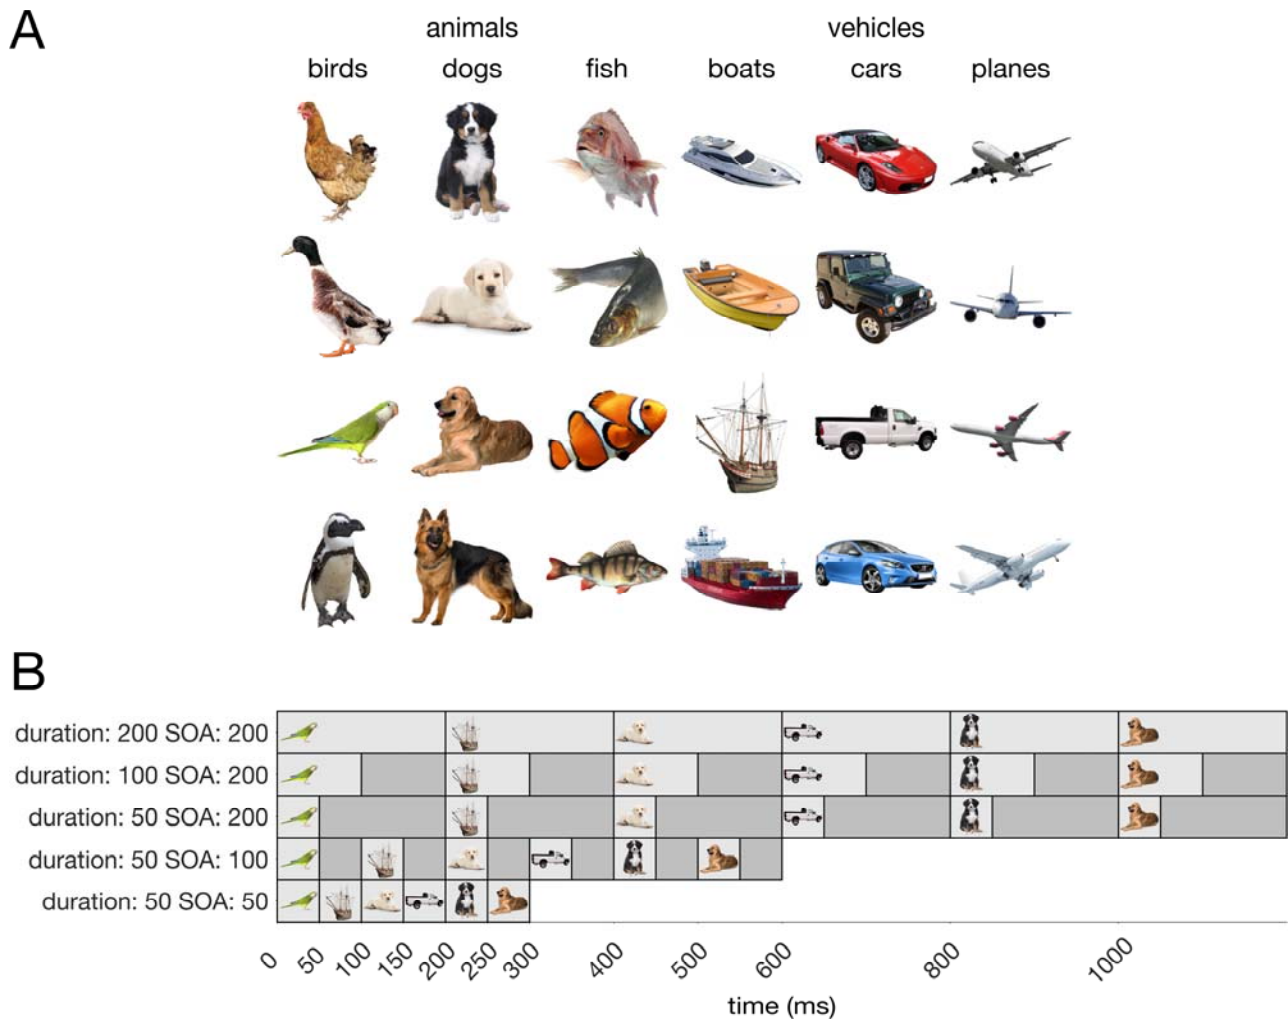 A
animals vehicles
birds dogs fish boats cars planes
B
duration: 200 SOA: 200
duration: 100 SOA: 200
duration: 50 SOA: 200
duration: 50 SOA: 100
duration: 50 SOA: 50
0 50 100 150 200 250 300 400 500 600 800 1000
time (ms)